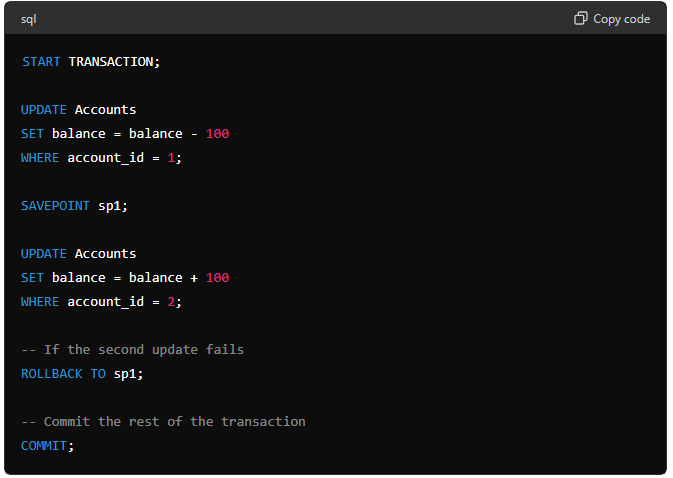 sql
Copy code
START TRANSACTION;
UPDATE Accounts
SET balance = balance - 100
WHERE account_id = 1;
SAVEPOINT sp1;
UPDATE Accounts
SET balance = balance + 100
WHERE account_id = 2;
-- If the second update fails
ROLLBACK TO sp1;
-- Commit the rest of the transaction
COMMIT;